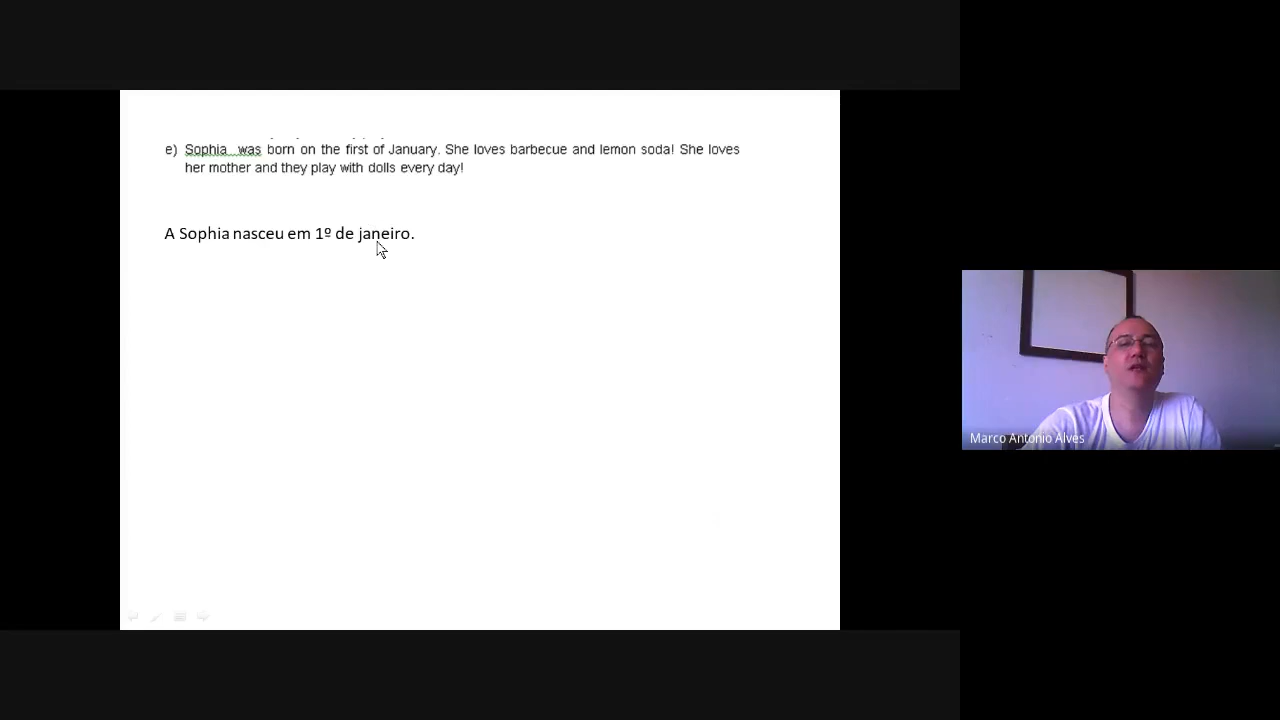 e) Sophia was born on the first of January. She loves barbecue and lemon soda! She loves
her mother and they play with dolls every day!
A Sophia nasceu em 1º de janeiro.
Marco Antonio Alves